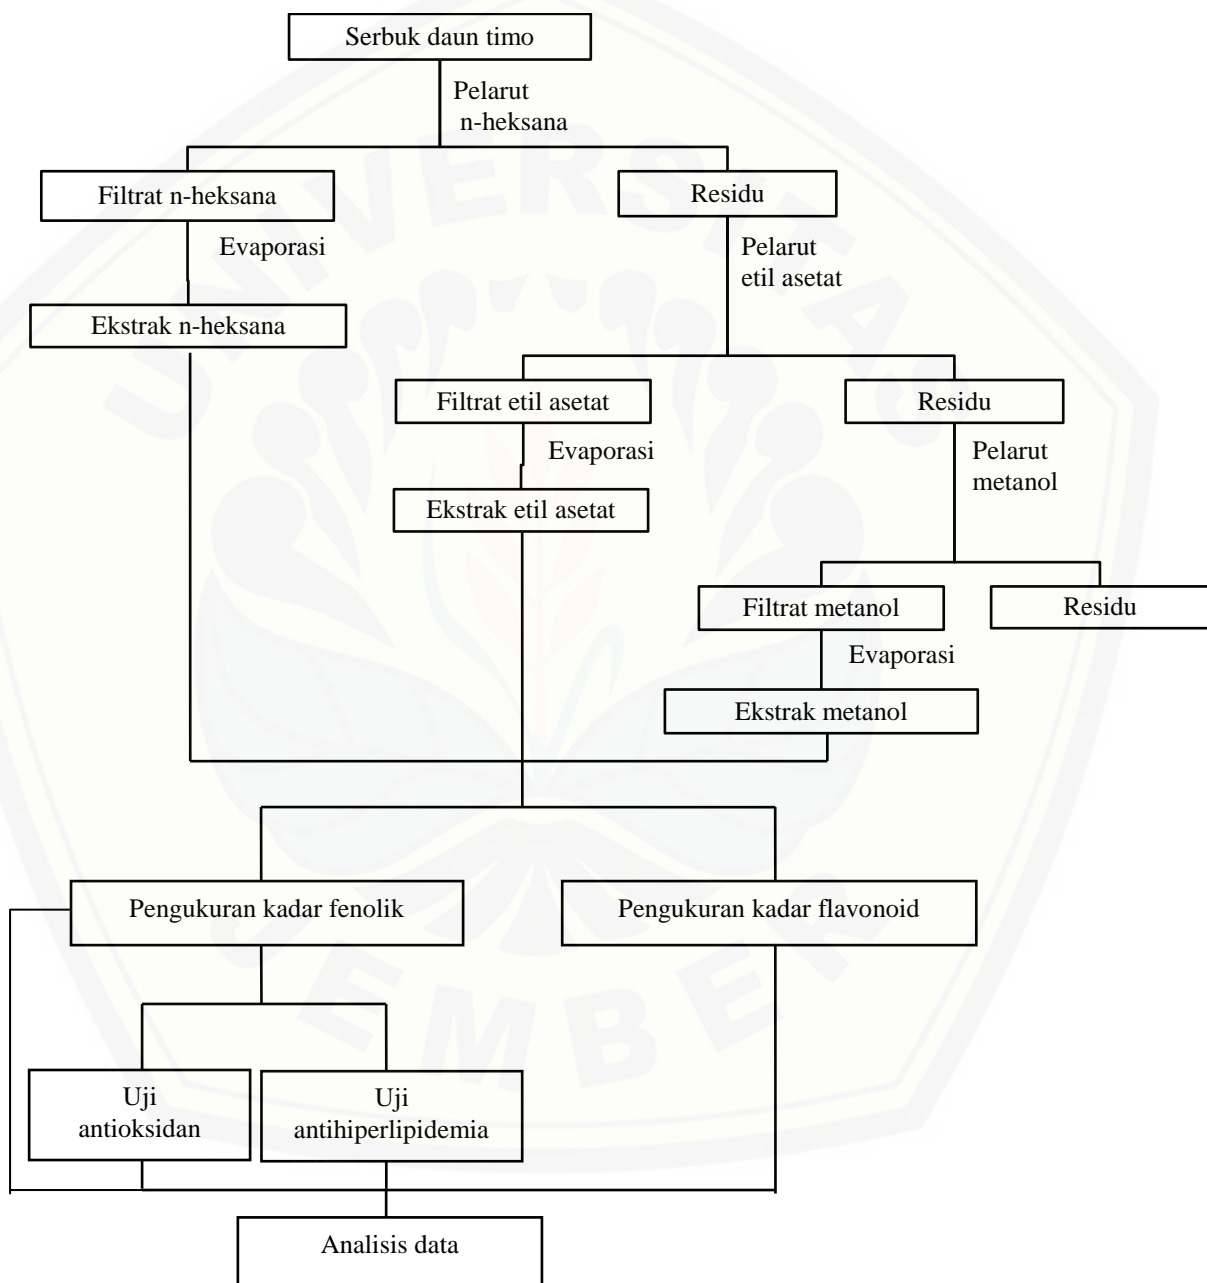 Serbuk daun timo
Pelarut
n-heksana
Filtrat n-heksana
Residu
Evaporasi
Pelarut
etil asetat
Ekstrak n-heksana
Filtrat etil asetat
Residu
Evaporasi
Pelarut
metanol
Ekstrak etil asetat
Filtrat metanol
Residu
Evaporasi
Ekstrak metanol
Pengukuran kadar fenolik
Pengukuran kadar flavonoid
Uji
antioksidan
Uji
antihiperlipidemia
Analisis data
UNIVERSITAS
JEMBER